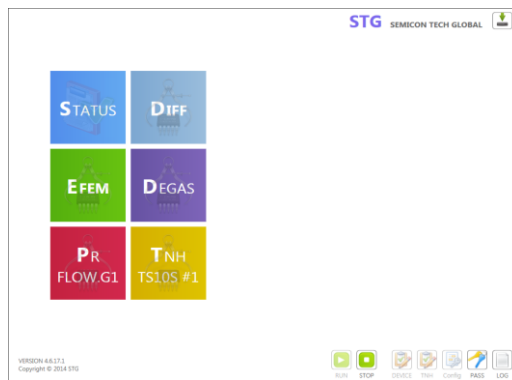 STG SEMICON TECH GLOBAL
STATUS
DIFF
EFEM
DEGAS
PR
FLOW.G1
TNH
TS10S #1
VERSION 4.6.17.1
Copyright © 2014 STG
RUN STOP DEVICE TNH Config PASS LOG